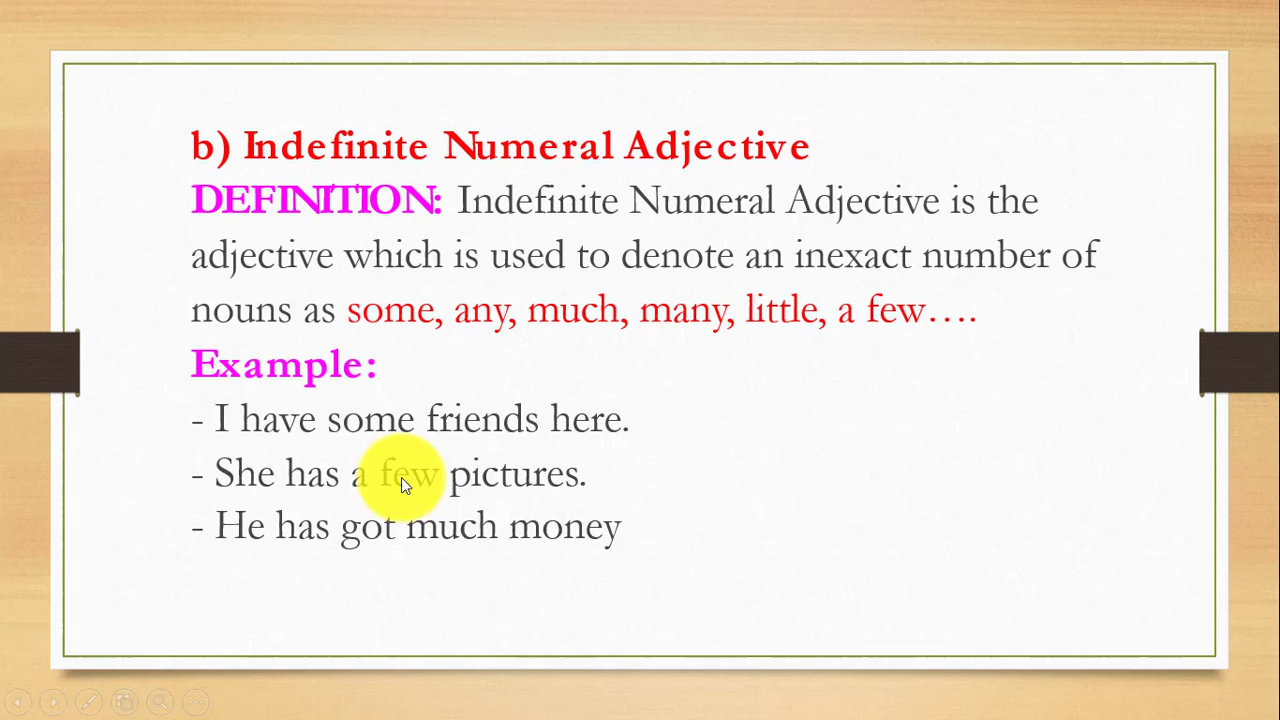 b) Indefinite Numeral Adjective
DEFINITION: Indefinite Numeral Adjective is the
adjective which is used to denote an inexact number of
nouns as some, any, much, many, little, a few….
Example:
- I have some friends here.
- She has a few pictures.
- He has got much money